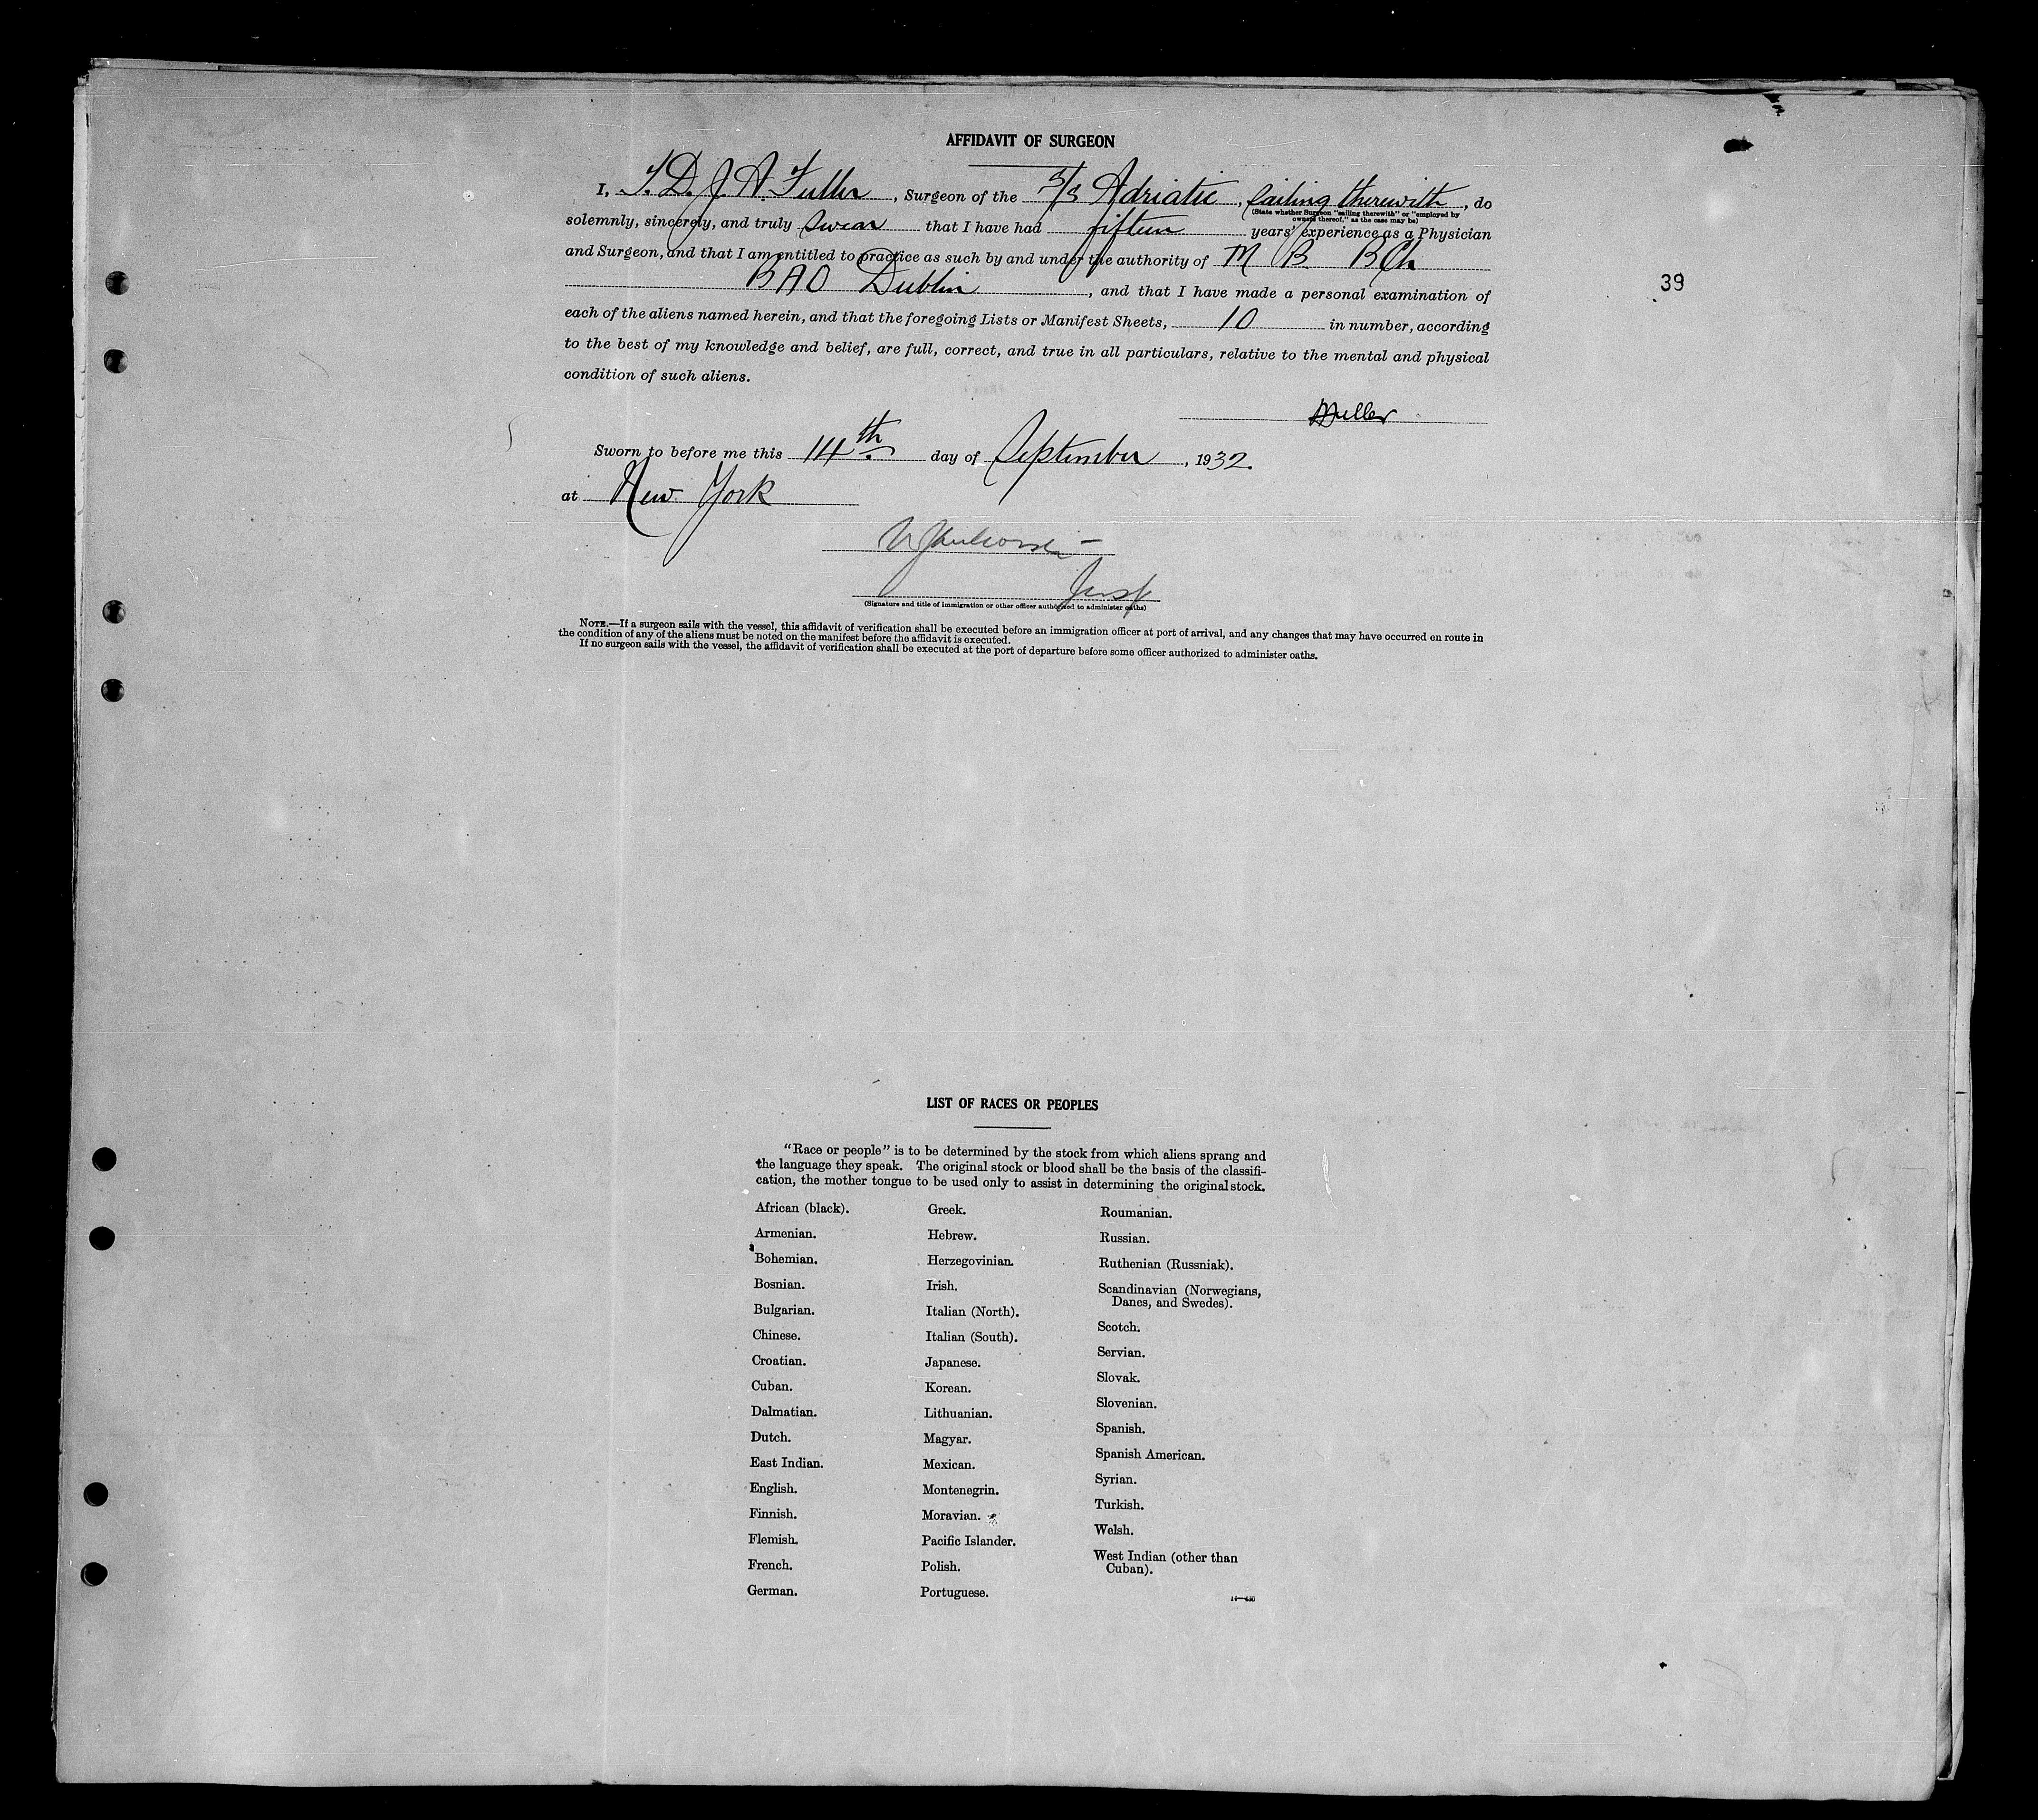 AFFIDAVIT OF SURGEON
I, T. D. J. A. Fuller, Surgeon of the S/S Adriatic, sailing therewith, do
(State whether Surgeon "sailing therewith" or "employed by
owners thereof," as the case may be)
solemnly, sincerely, and truly swear that I have had fifteen years' experience as a Physician
and Surgeon, and that I am entitled to practice as such by and under the authority of M B BCh
BAO Dublin, and that I have made a personal examination of
39
each of the aliens named herein, and that the foregoing Lists or Manifest Sheets, 10 in number, according
to the best of my knowledge and belief, are full, correct, and true in all particulars, relative to the mental and physical
condition of such aliens.
Sworn to before me this 14th day of September, 1932.
at New York
(Signature and title of immigration or other officer authorized to administer oaths)
NOTE.—If a surgeon sails with the vessel, this affidavit of verification shall be executed before an immigration officer at port of arrival, and any changes that may have occurred en route in
the condition of any of the aliens must be noted on the manifest before the affidavit is executed.
If no surgeon sails with the vessel, the affidavit of verification shall be executed at the port of departure before some officer authorized to administer oaths.
LIST OF RACES OR PEOPLES
"Race or people" is to be determined by the stock from which aliens sprang and
the language they speak. The original stock or blood shall be the basis of the classifi-
cation, the mother tongue to be used only to assist in determining the original stock.
African (black).
Armenian.
Bohemian.
Bosnian.
Bulgarian.
Chinese.
Croatian.
Cuban.
Dalmatian.
Dutch.
East Indian.
English.
Finnish.
Flemish.
French.
German.
Greek.
Hebrew.
Herzegovinian.
Irish.
Italian (North).
Italian (South).
Japanese.
Korean.
Lithuanian.
Magyar.
Mexican.
Montenegrin.
Moravian.
Pacific Islander.
Polish.
Portuguese.
Roumanian.
Russian.
Ruthenian (Russniak).
Scandinavian (Norwegians,
Danes, and Swedes).
Scotch.
Servian.
Slovak.
Slovenian.
Spanish.
Spanish American.
Syrian.
Turkish.
Welsh.
West Indian (other than
Cuban).